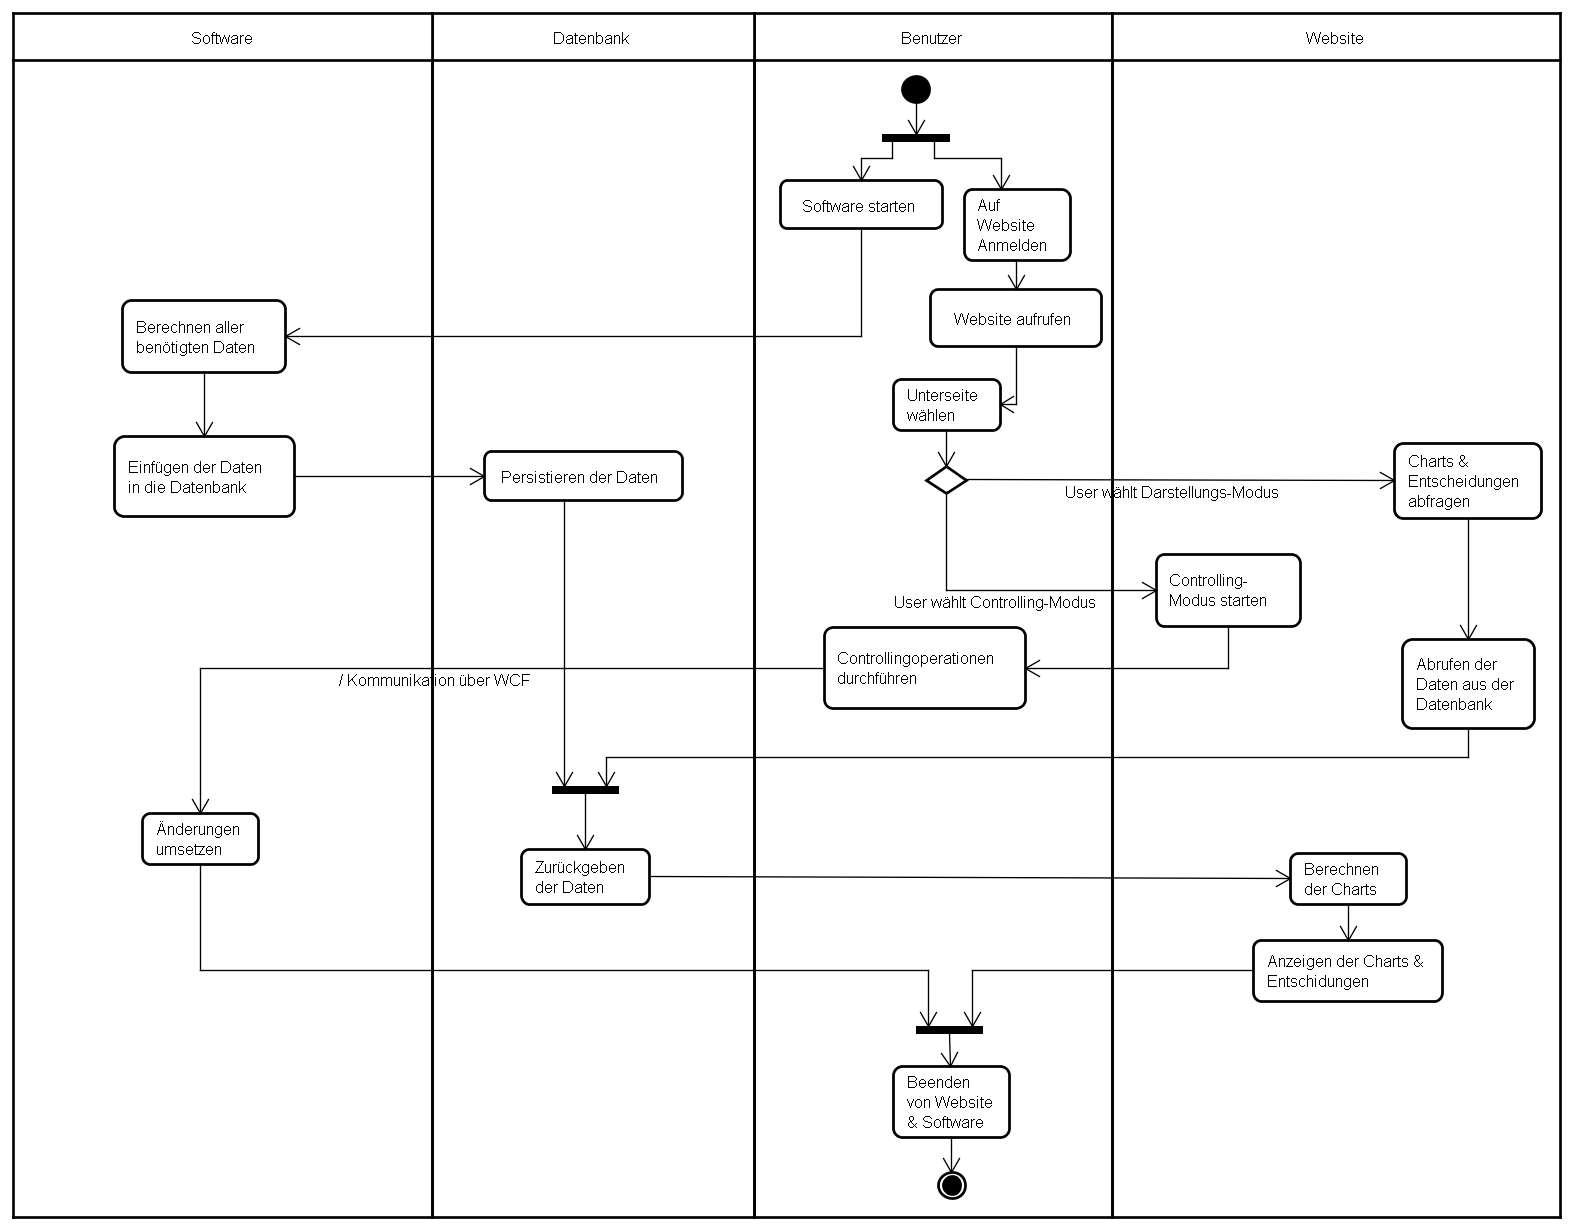 Software
Datenbank
Benutzer
Website
Software starten
Auf
Website
Anmelden
Website aufrufen
Berechnen aller
benötigten Daten
Unterseite
wählen
Einfügen der Daten
in die Datenbank
Persistieren der Daten
User wählt Darstellungs-Modus
Charts &
Entscheidungen
abfragen
Controlling-
Modus starten
User wählt Controlling-Modus
Controllingoperationen
durchführen
/ Kommunikation über WCF
Abrufen der
Daten aus der
Datenbank
Änderungen
umsetzen
Zurückgeben
der Daten
Berechnen
der Charts
Anzeigen der Charts &
Entschidungen
Beenden
von Website
& Software